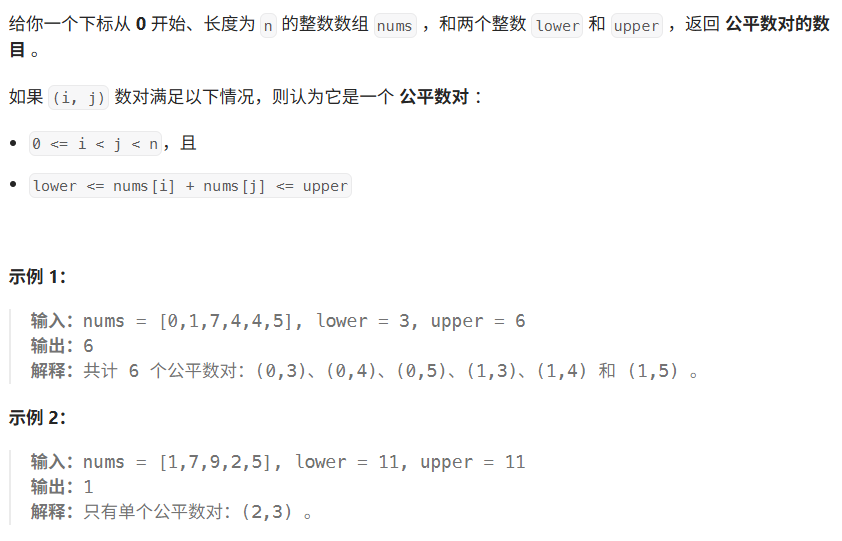 给你一个下标从 0 开始、长度为 n 的整数数组 nums ，和两个整数 lower 和 upper ，返回 公平数对的数
目 。
如果 (i, j) 数对满足以下情况，则认为它是一个 公平数对 ：
• 0 <= i < j < n，且
• lower <= nums[i] + nums[j] <= upper
示例 1：
输入：nums = [0,1,7,4,4,5], lower = 3, upper = 6
输出：6
解释：共计 6 个公平数对：(0,3)、(0,4)、(0,5)、(1,3)、(1,4) 和 (1,5) 。
示例 2：
输入：nums = [1,7,9,2,5], lower = 11, upper = 11
输出：1
解释：只有单个公平数对：(2,3) 。